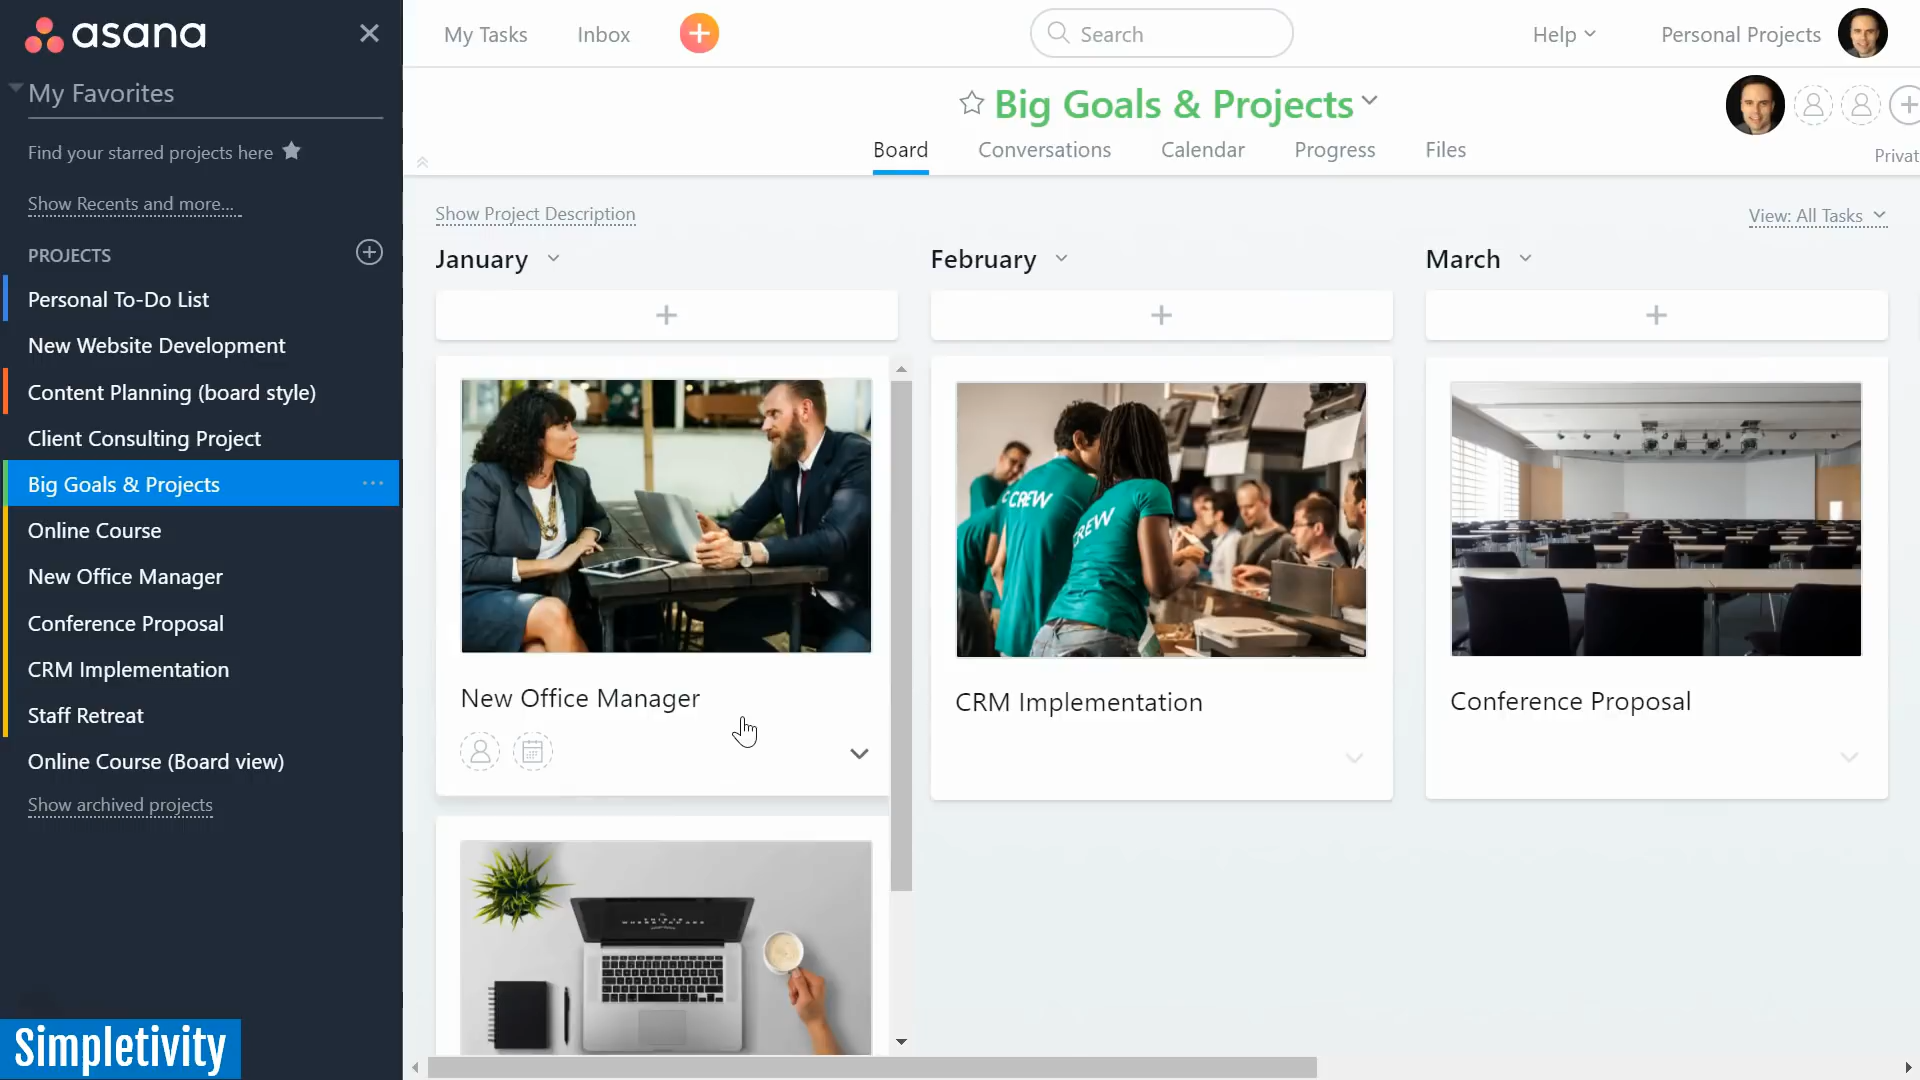 asana
My Favorites
Find your starred projects here
Show Recents and more...
PROJECTS
Personal To-Do List
New Website Development
Content Planning (board style)
Client Consulting Project
Big Goals & Projects
Online Course
New Office Manager
Conference Proposal
CRM Implementation
Staff Retreat
Online Course (Board view)
Show archived projects
Simpletivity
My Tasks
Inbox
Search
Help
Personal Projects
Big Goals & Projects
Board
Conversations
Calendar
Progress
Files
Privat
Show Project Description
View: All Tasks
January
February
March
CREW
CREW
New Office Manager
CRM Implementation
Conference Proposal